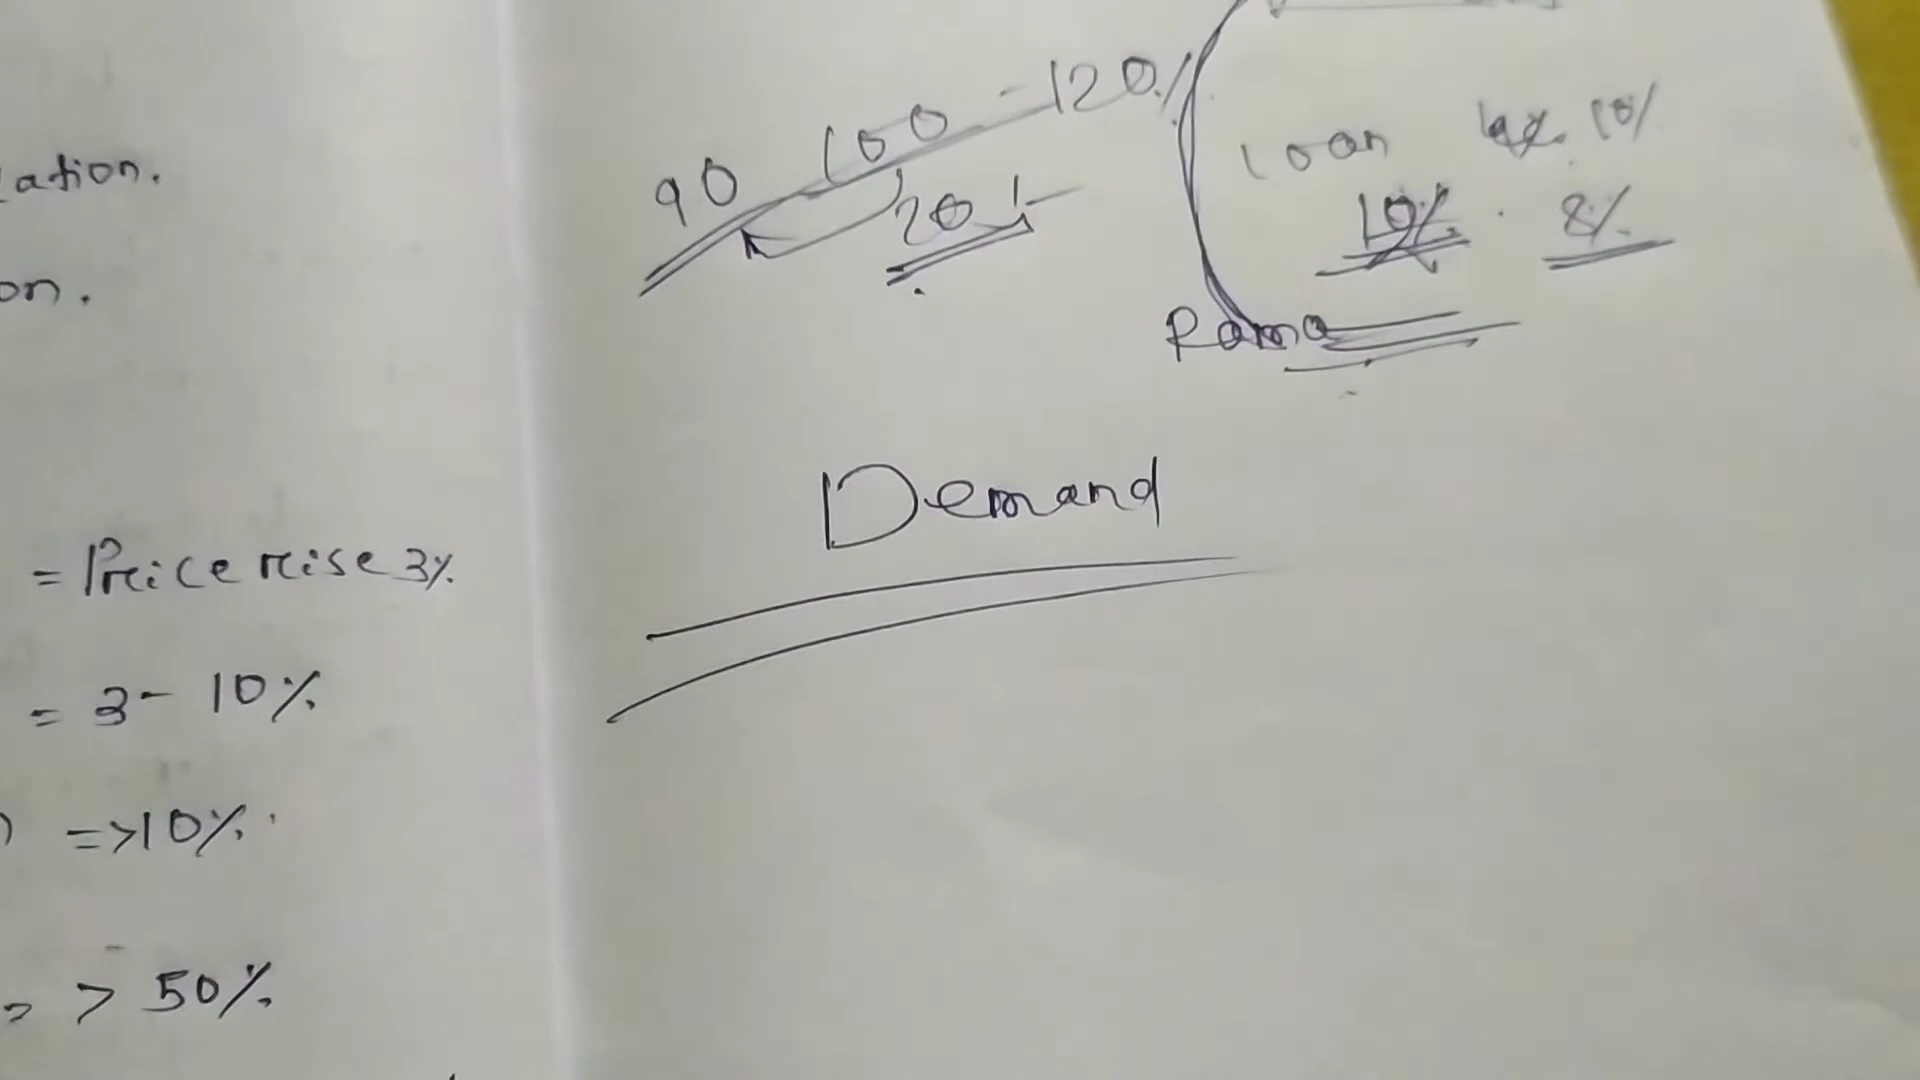 ation.
on.
= Price rise 3%
= 3 - 10%
=>10%.
= > 50%
90 100 - 120%
20
loan 10%
10% 8%
Rama
Demand